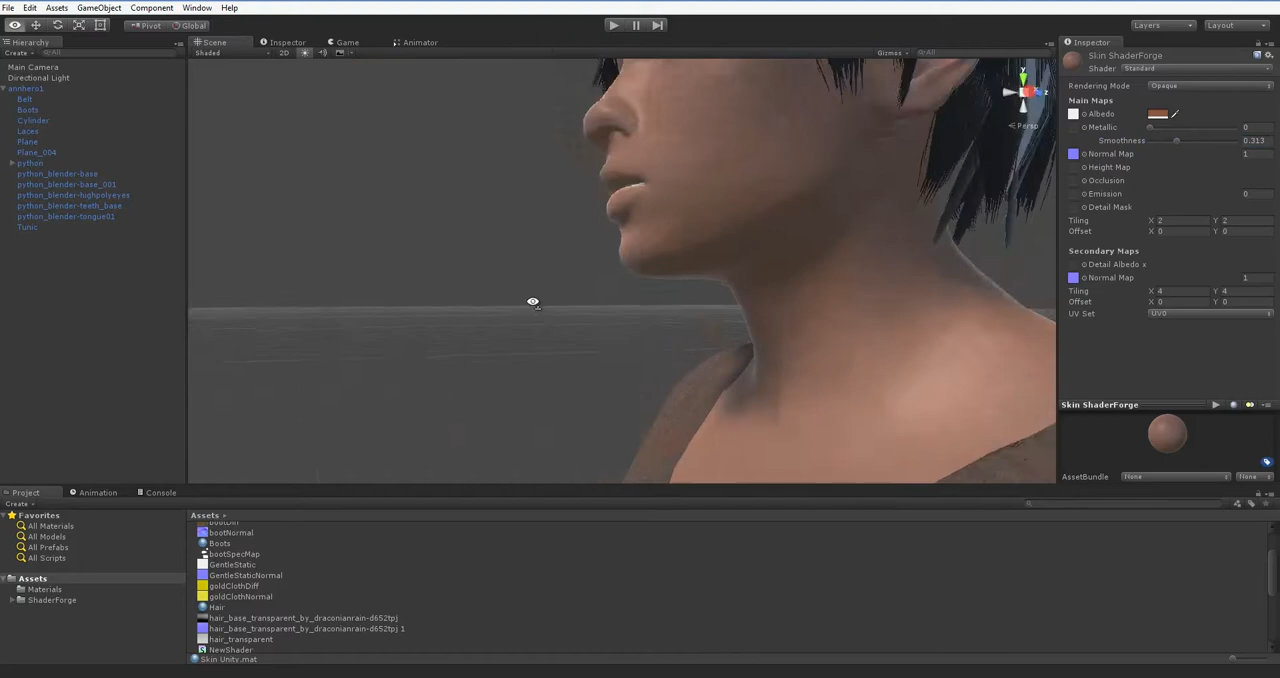 File Edit Assets GameObject Component Window Help
Pivot Global Layers Layout
Hierarchy
Create All
Main Camera
Directional Light
annhero1
Belt
Boots
Cylinder
Laces
Plane
Plane_004
python
python_blender-base
python_blender-base_001
python_blender-highpolyeyes
python_blender-teeth_base
python_blender-tongue01
Tunic
Scene Inspector Game Animator
Shaded 2D Gizmos All
y
z
Persp
Inspector
Skin ShaderForge
Shader Standard
Rendering Mode Opaque
Main Maps
Albedo
Metallic 0
Smoothness 0.313
Normal Map 1
Height Map
Occlusion
Emission 0
Detail Mask
Tiling X 2 Y 2
Offset X 0 Y 0
Secondary Maps
Detail Albedo x
Normal Map 1
Tiling X 4 Y 4
Offset X 0 Y 0
UV Set UV0
Skin ShaderForge
AssetBundle None None
Project Animation Console
Create
Favorites
All Materials
All Models
All Prefabs
All Scripts
Assets
Materials
ShaderForge
Assets
bootNormal
Boots
bootSpecMap
GentleStatic
GentleStaticNormal
goldClothDiff
goldClothNormal
Hair
hair_base_transparent_by_draconianrain-d652tpj
hair_base_transparent_by_draconianrain-d652tpj 1
hair_transparent
NewShader
Skin Unity.mat